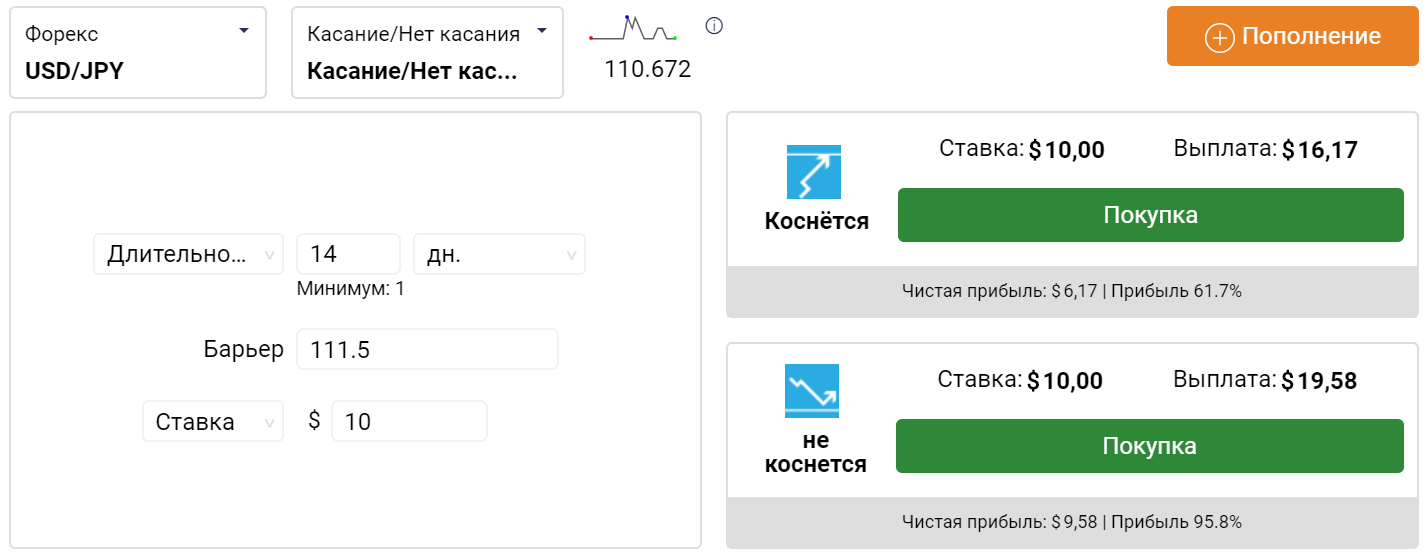 Форекс
USD/JPY
Касание/Нет касания
Касание/Нет кас...
110.672
Пополнение
Длительно...
14
дн.
Минимум: 1
Барьер
111.5
Ставка
$
10
Ставка: $ 10,00
Выплата: $ 16,17
Коснётся
Покупка
Чистая прибыль: $ 6,17 | Прибыль 61.7%
Ставка: $ 10,00
Выплата: $ 19,58
не
коснется
Покупка
Чистая прибыль: $ 9,58 | Прибыль 95.8%